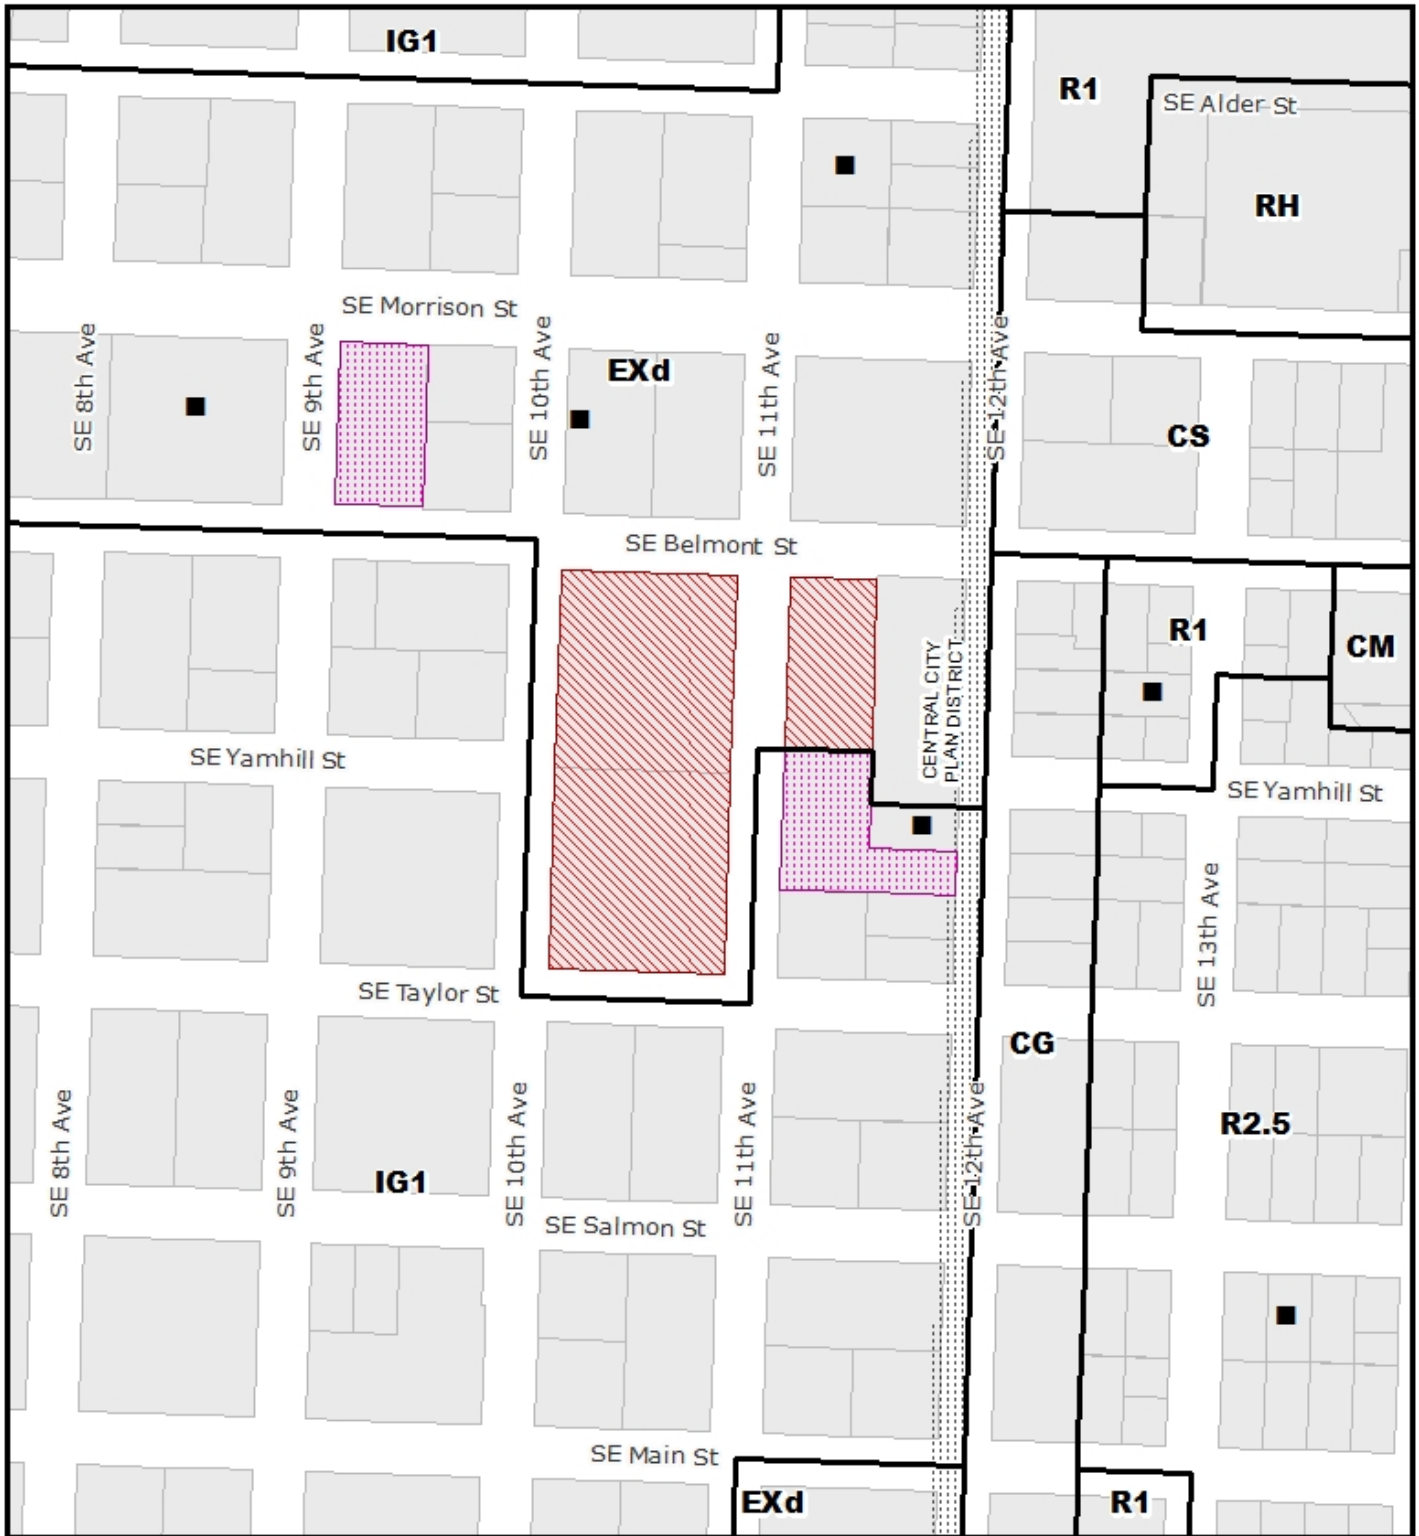 IG1
R1
SE Alder St
RH
SE Morrison St
SE 8th Ave
SE 9th Ave
SE 10th Ave
EXd
SE 11th Ave
SE 12th Ave
CS
SE Belmont St
R1
CM
CENTRAL CITY
PLAN DISTRICT
SE Yamhill St
SE Yamhill St
SE 13th Ave
SE Taylor St
CG
SE 8th Ave
SE 9th Ave
SE 10th Ave
SE 11th Ave
SE 12th Ave
R2.5
IG1
SE Salmon St
SE Main St
EXd
R1